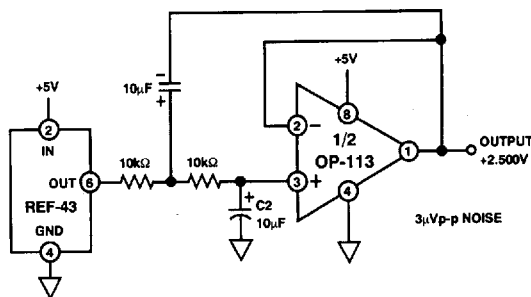 +5V
2
IN
OUT
6
REF-43
GND
4
10kΩ
10kΩ
−
10μF
+
+
C2
10μF
+5V
8
2
−
1/2
OP-113
3
+
4
1
OUTPUT
+2.500V
3μVp-p NOISE